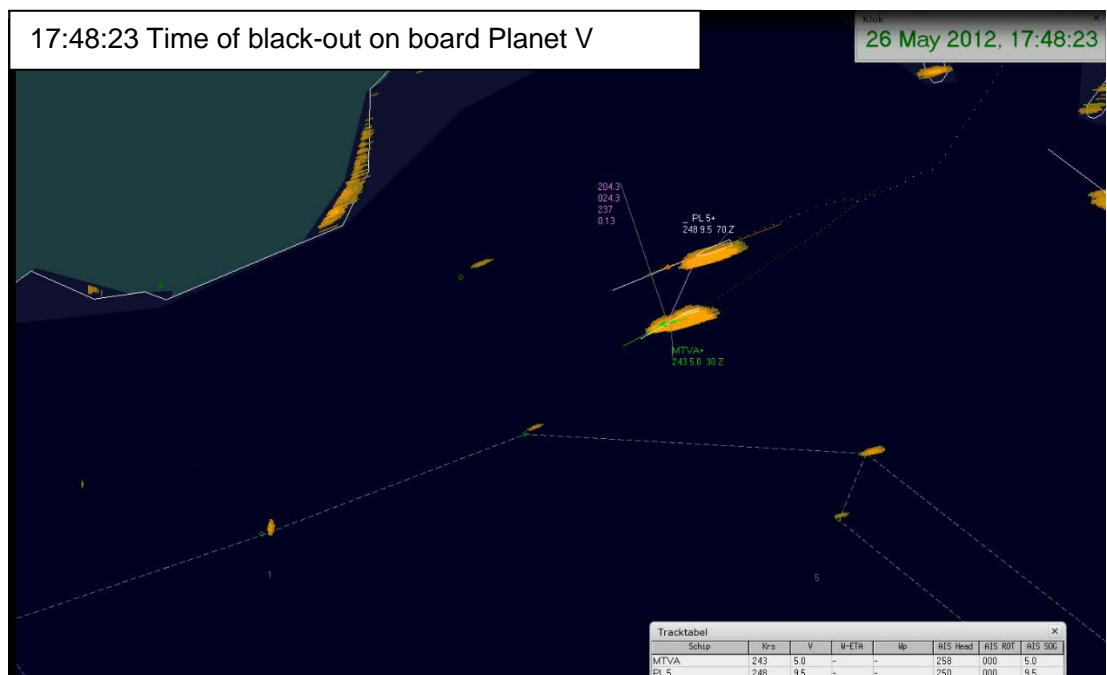 17:48:23 Time of black-out on board Planet V
Klok
26 May 2012, 17:48:23
204.3
024.3
237
0.13
_ PL 5+
248 9.5 70 Z
MTVA+
243 5.0 30 Z
1
5
Tracktabel
Schip Krs V W-ETA Wp AIS Head AIS ROT AIS SOG
MTVA 243 5.0 - - 258 000 5.0
PL 5 248 9.5 - - 250 000 9.5